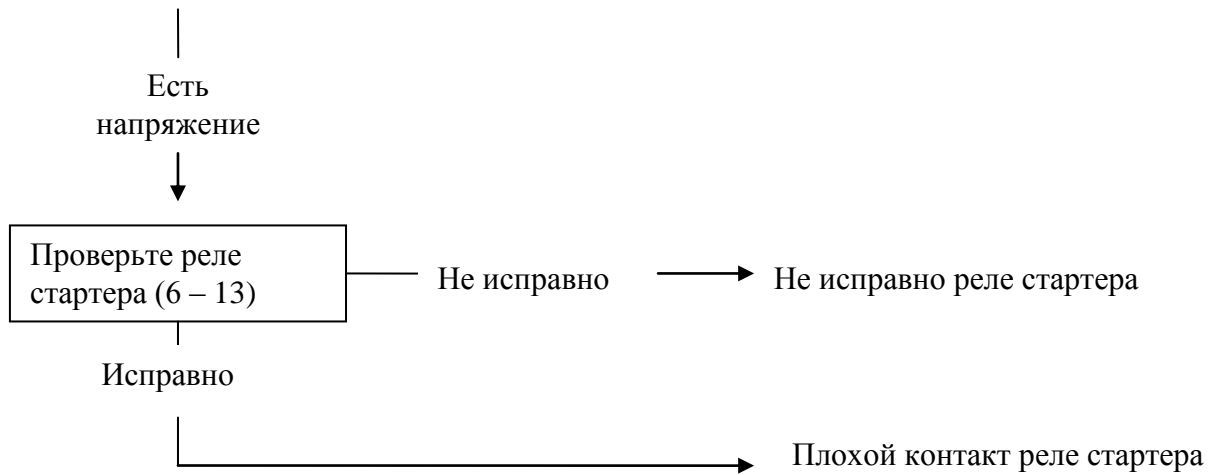 Есть
напряжение
Проверьте реле
стартера (6 – 13)
Не исправно
Не исправно реле стартера
Исправно
Плохой контакт реле стартера